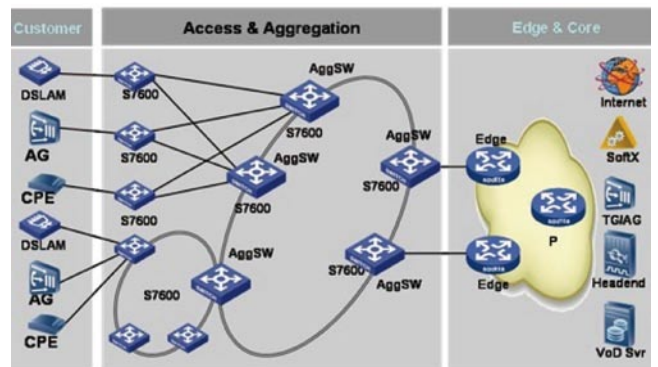 Customer
Access & Aggregation
Edge & Core
DSLAM
AG
CPE
DSLAM
AG
CPE
S7600
S7600
S7600
AggSW
S7600
AggSW
S7600
AggSW
S7600
AggSW
S7600
S7600
AggSW
Edge
P
Edge
Internet
SoftX
TG\AG
Headend
VoD Svr